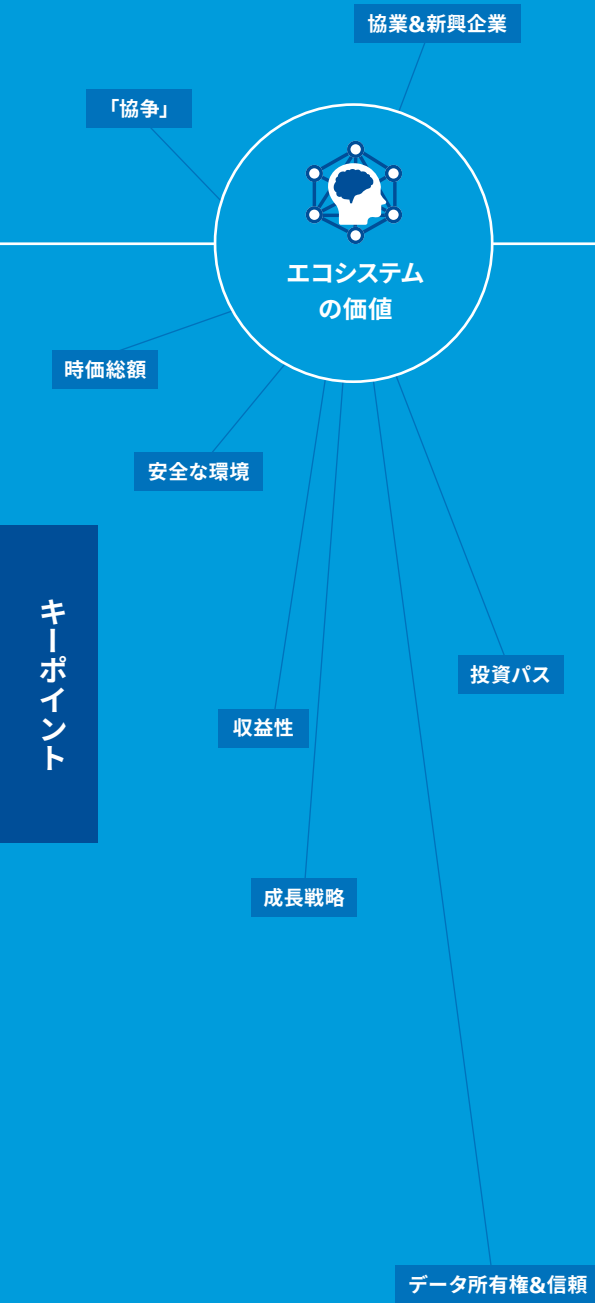 協業&新興企業
「協争」
エコシステム
の価値
時価総額
安全な環境
キーポイント
投資パス
収益性
成長戦略
データ所有権&信頼